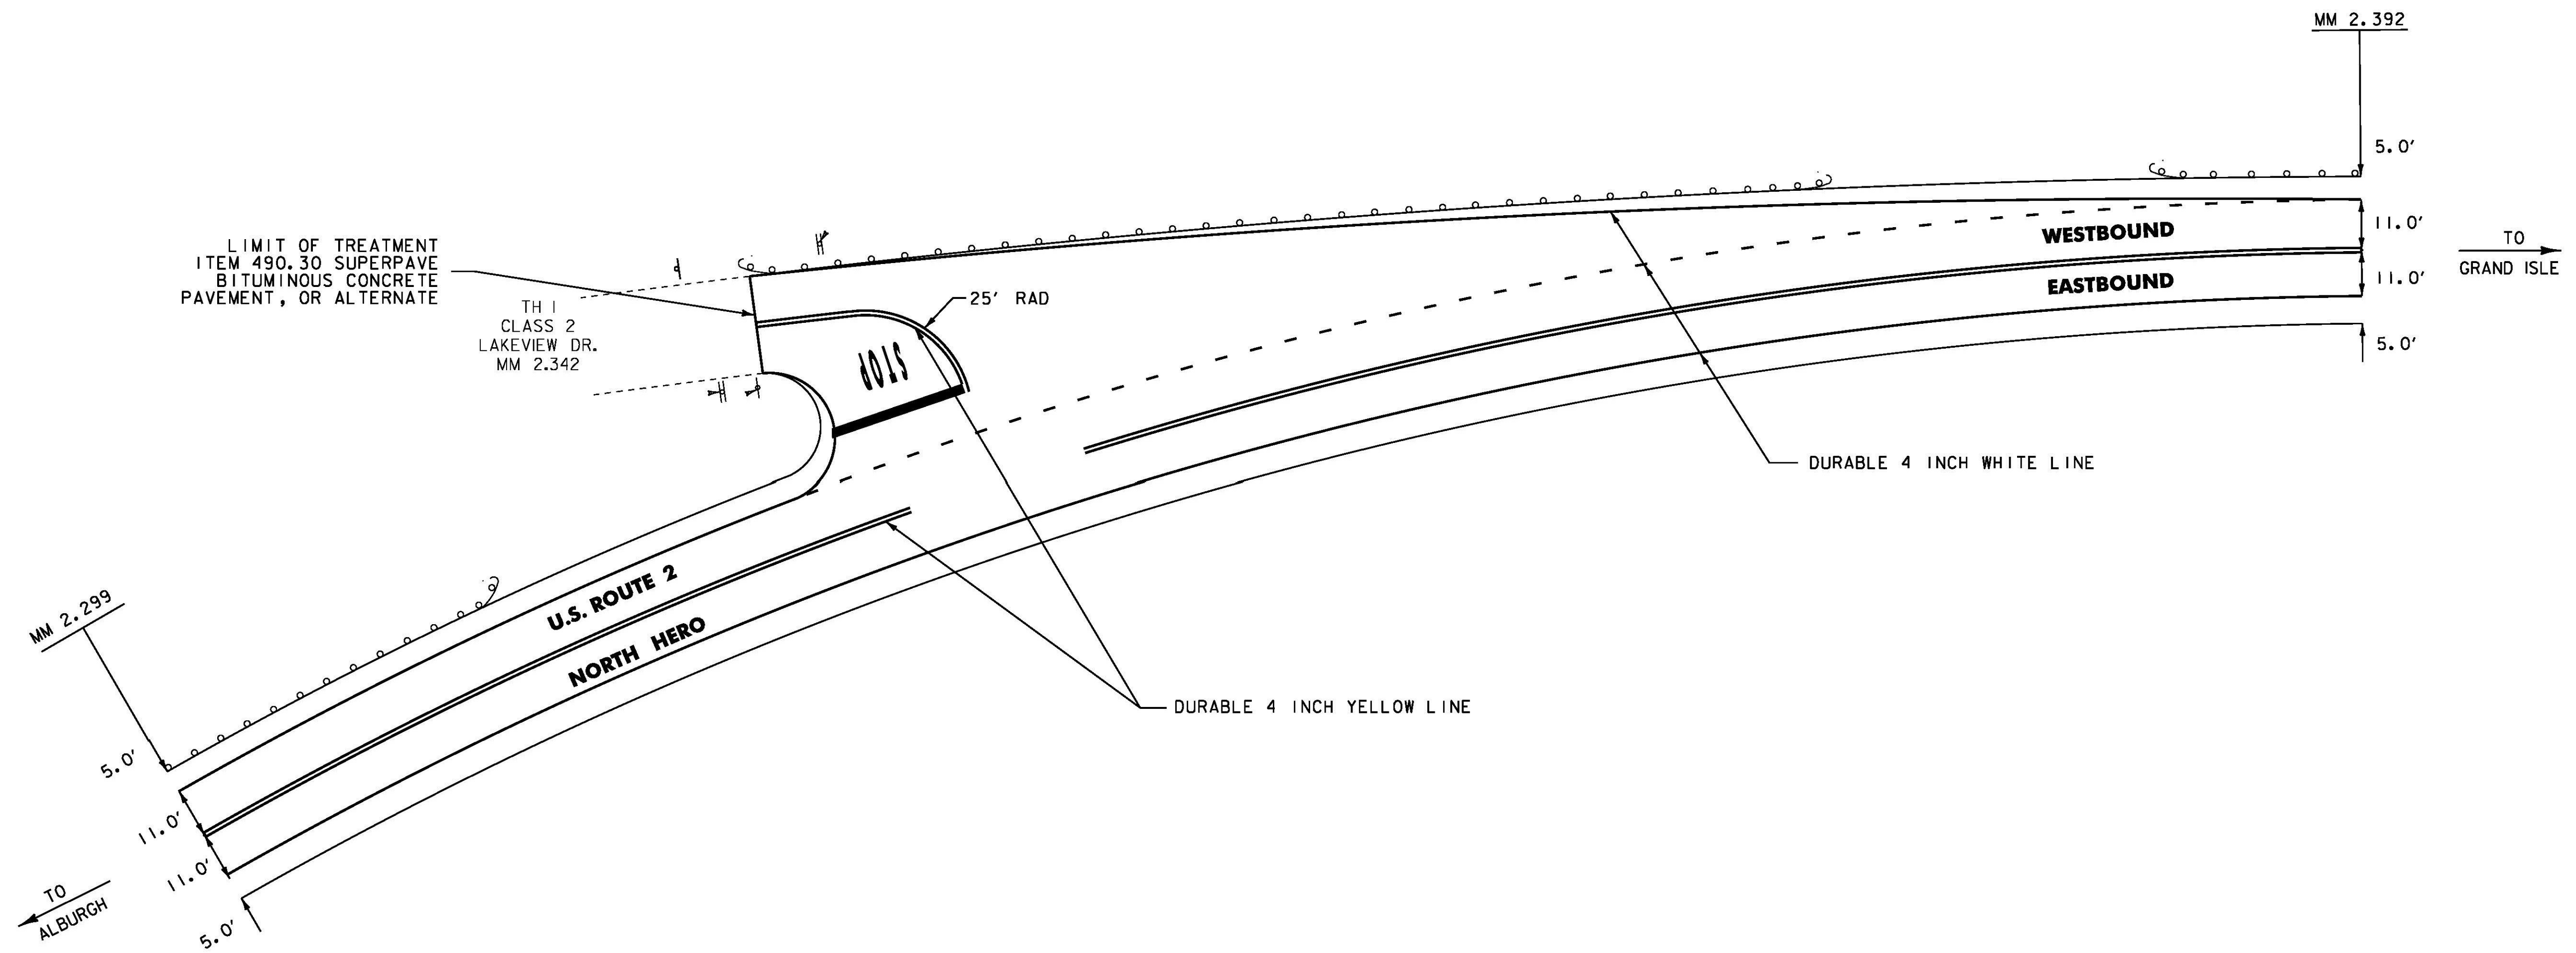 MM 2.392
5.0'
11.0'
WESTBOUND
TO
GRAND ISLE
11.0'
EASTBOUND
5.0'
LIMIT OF TREATMENT
ITEM 490.30 SUPERPAVE
BITUMINOUS CONCRETE
PAVEMENT, OR ALTERNATE
TH 1
CLASS 2
LAKEVIEW DR.
MM 2.342
25' RAD
STOP
DURABLE 4 INCH WHITE LINE
U.S. ROUTE 2
NORTH HERO
MM 2.299
DURABLE 4 INCH YELLOW LINE
5.0'
11.0'
11.0'
5.0'
TO
ALBURGH